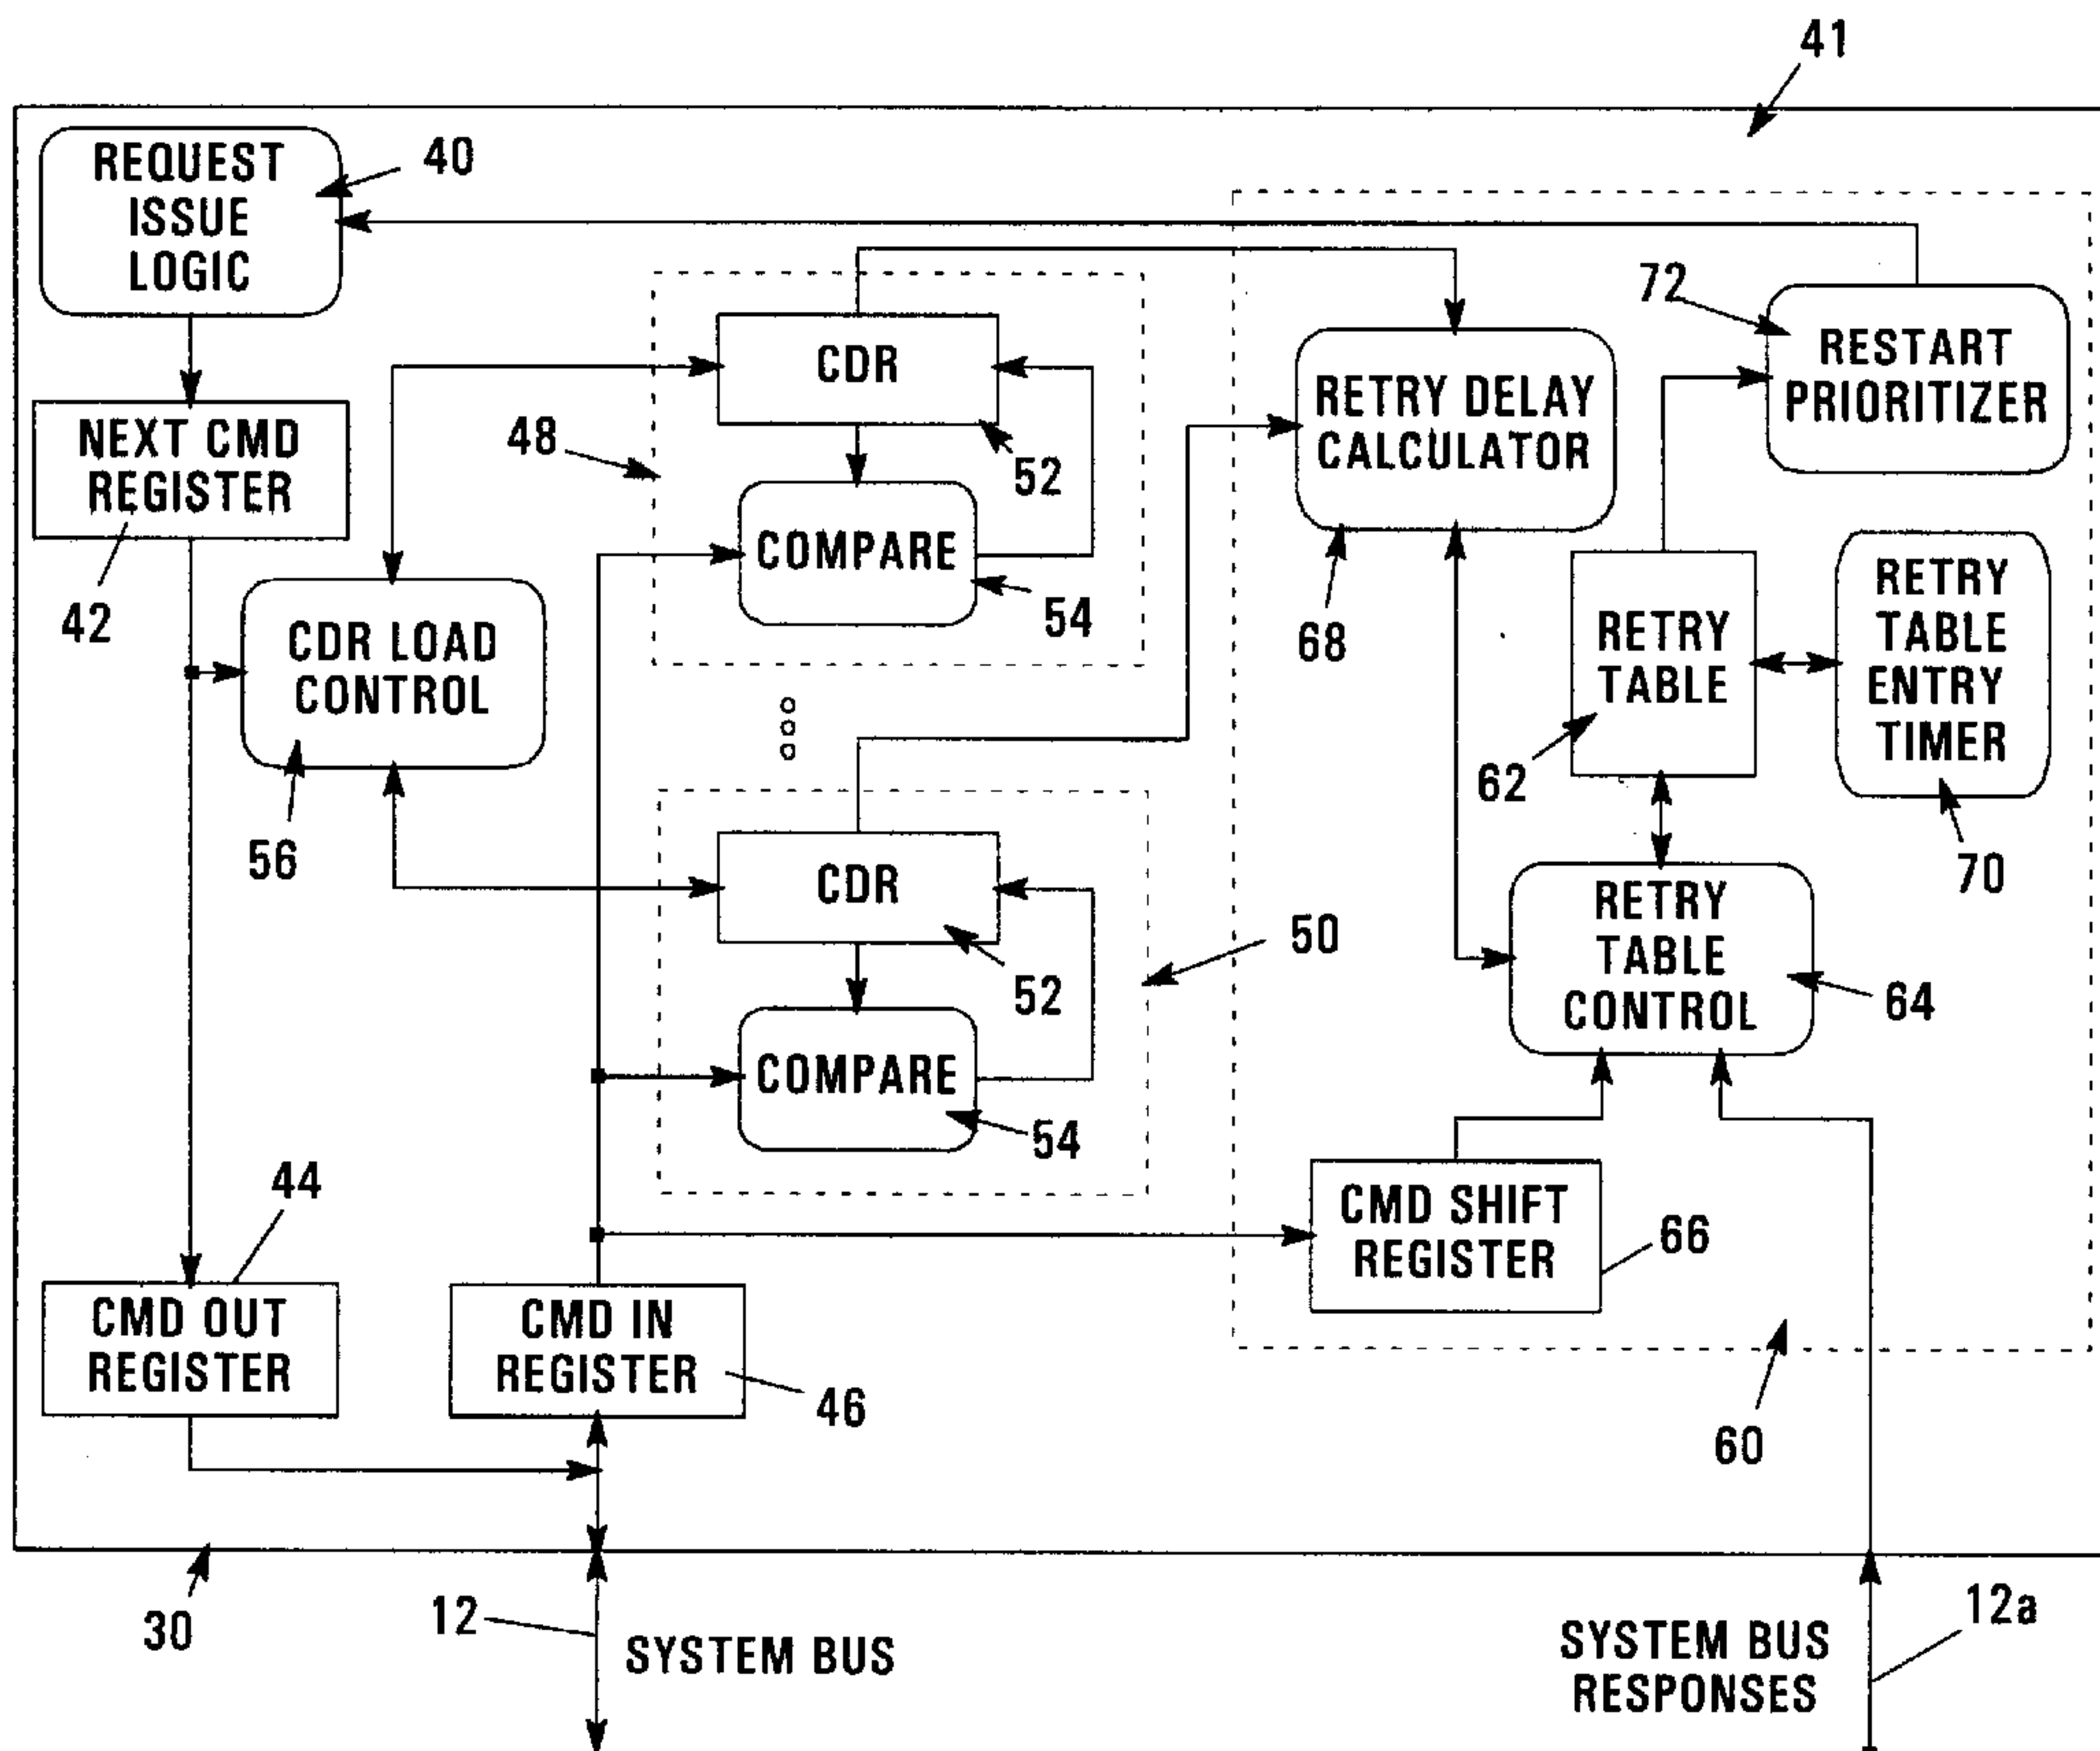 41
REQUEST
ISSUE
LOGIC
40
72
RESTART
PRIORITIZER
CDR
RETRY DELAY
CALCULATOR
NEXT CMD
REGISTER
48
52
42
COMPARE
54
68
CDR LOAD
CONTROL
RETRY
TABLE
62
RETRY
TABLE
ENTRY
TIMER
70
56
CDR
52
50
RETRY
TABLE
CONTROL
64
COMPARE
54
44
CMD SHIFT
REGISTER
66
CMD OUT
REGISTER
CMD IN
REGISTER
46
60
30
12
SYSTEM BUS
SYSTEM BUS
RESPONSES
12a